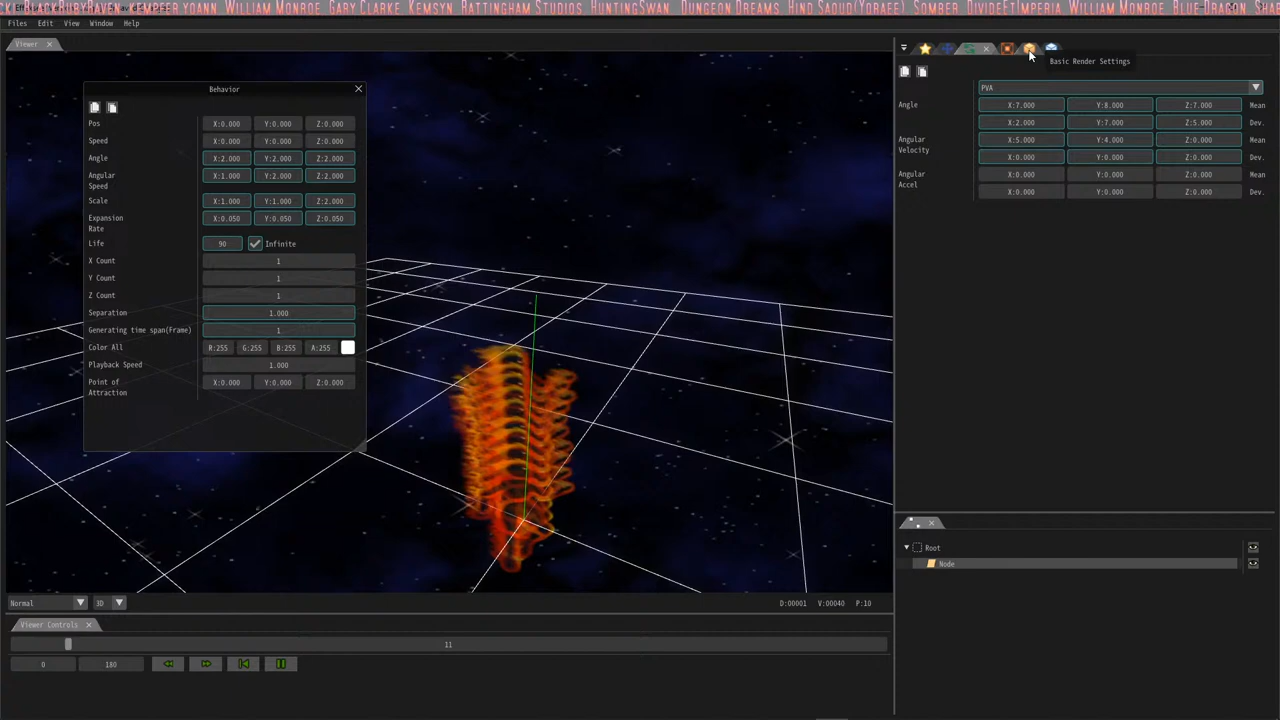 YOANN WILLIAM MONROE GARY CLARKE KEMSYN BATTINGHAM STUDIOS HUNTINGSWAN DUNGEON DREAMS HIND SAOUD(YORAEE) SOMBER DIVIDEETIMPERIA WILLIAM MONROE BLUE-DRAGON
Files Edit View Window Help
Viewer
Basic Render Settings
Behavior
PVA
Angle X:7.000 Y:8.000 Z:7.000 Mean
X:2.000 Y:7.000 Z:5.000 Dev.
Angular Velocity X:5.000 Y:4.000 Z:0.000 Mean
X:0.000 Y:0.000 Z:0.000 Dev.
Angular Accel X:0.000 Y:0.000 Z:0.000 Mean
X:0.000 Y:0.000 Z:0.000 Dev.
Pos X:0.000 Y:0.000 Z:0.000
Speed X:0.000 Y:0.000 Z:0.000
Angle X:2.000 Y:2.000 Z:2.000
Angular Speed X:1.000 Y:2.000 Z:2.000
Scale X:1.000 Y:1.000 Z:2.000
Expansion Rate X:0.050 Y:0.050 Z:0.050
Life 90 Infinite
X Count 1
Y Count 1
Z Count 1
Separation 1.000
Generating time span(Frame) 1
Color All R:255 G:255 B:255 A:255
Playback Speed 1.000
Point of Attraction X:0.000 Y:0.000 Z:0.000
Root
Node
Normal 3D D:00001 V:00040 P:10
Viewer Controls
11
0 180